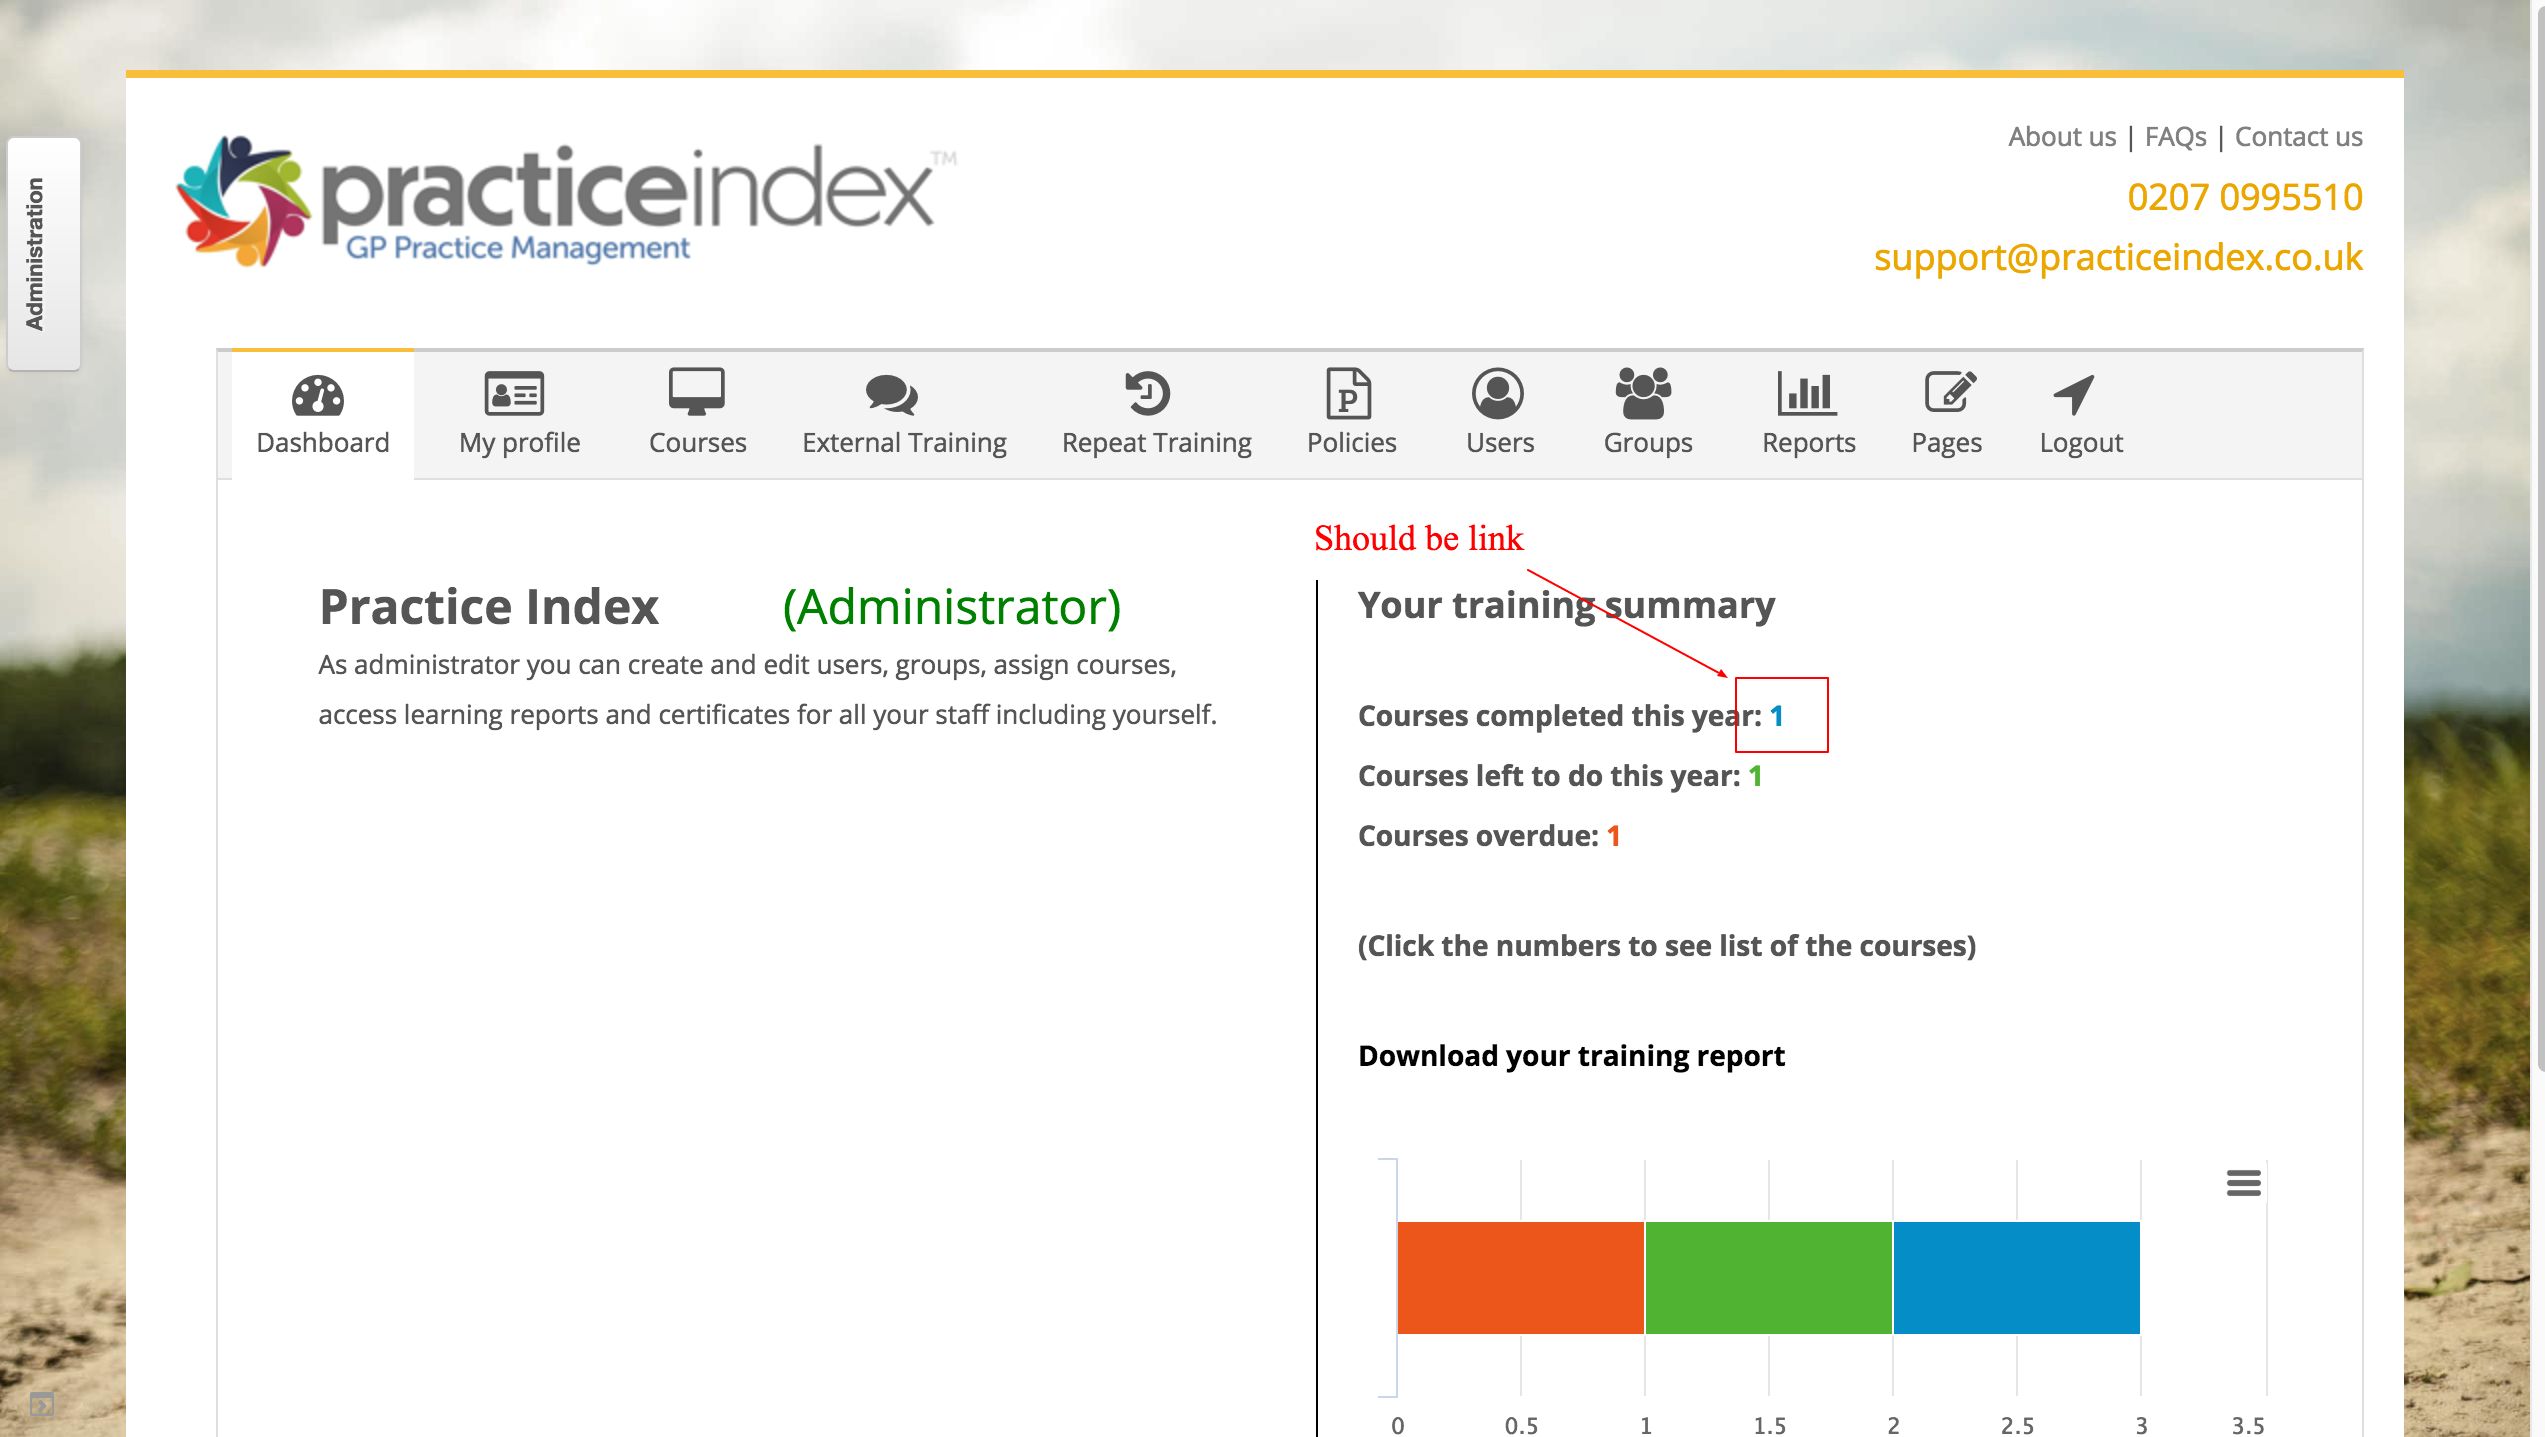 Administration
practiceindex™
GP Practice Management
About us | FAQs | Contact us
0207 0995510
support@practiceindex.co.uk
Dashboard
My profile
Courses
External Training
Repeat Training
P
Policies
Users
Groups
Reports
Pages
Logout
Should be link
Practice Index (Administrator)
As administrator you can create and edit users, groups, assign courses,
access learning reports and certificates for all your staff including yourself.
Your training summary
Courses completed this year: 1
Courses left to do this year: 1
Courses overdue: 1
(Click the numbers to see list of the courses)
Download your training report
0 0.5 1 1.5 2 2.5 3 3.5